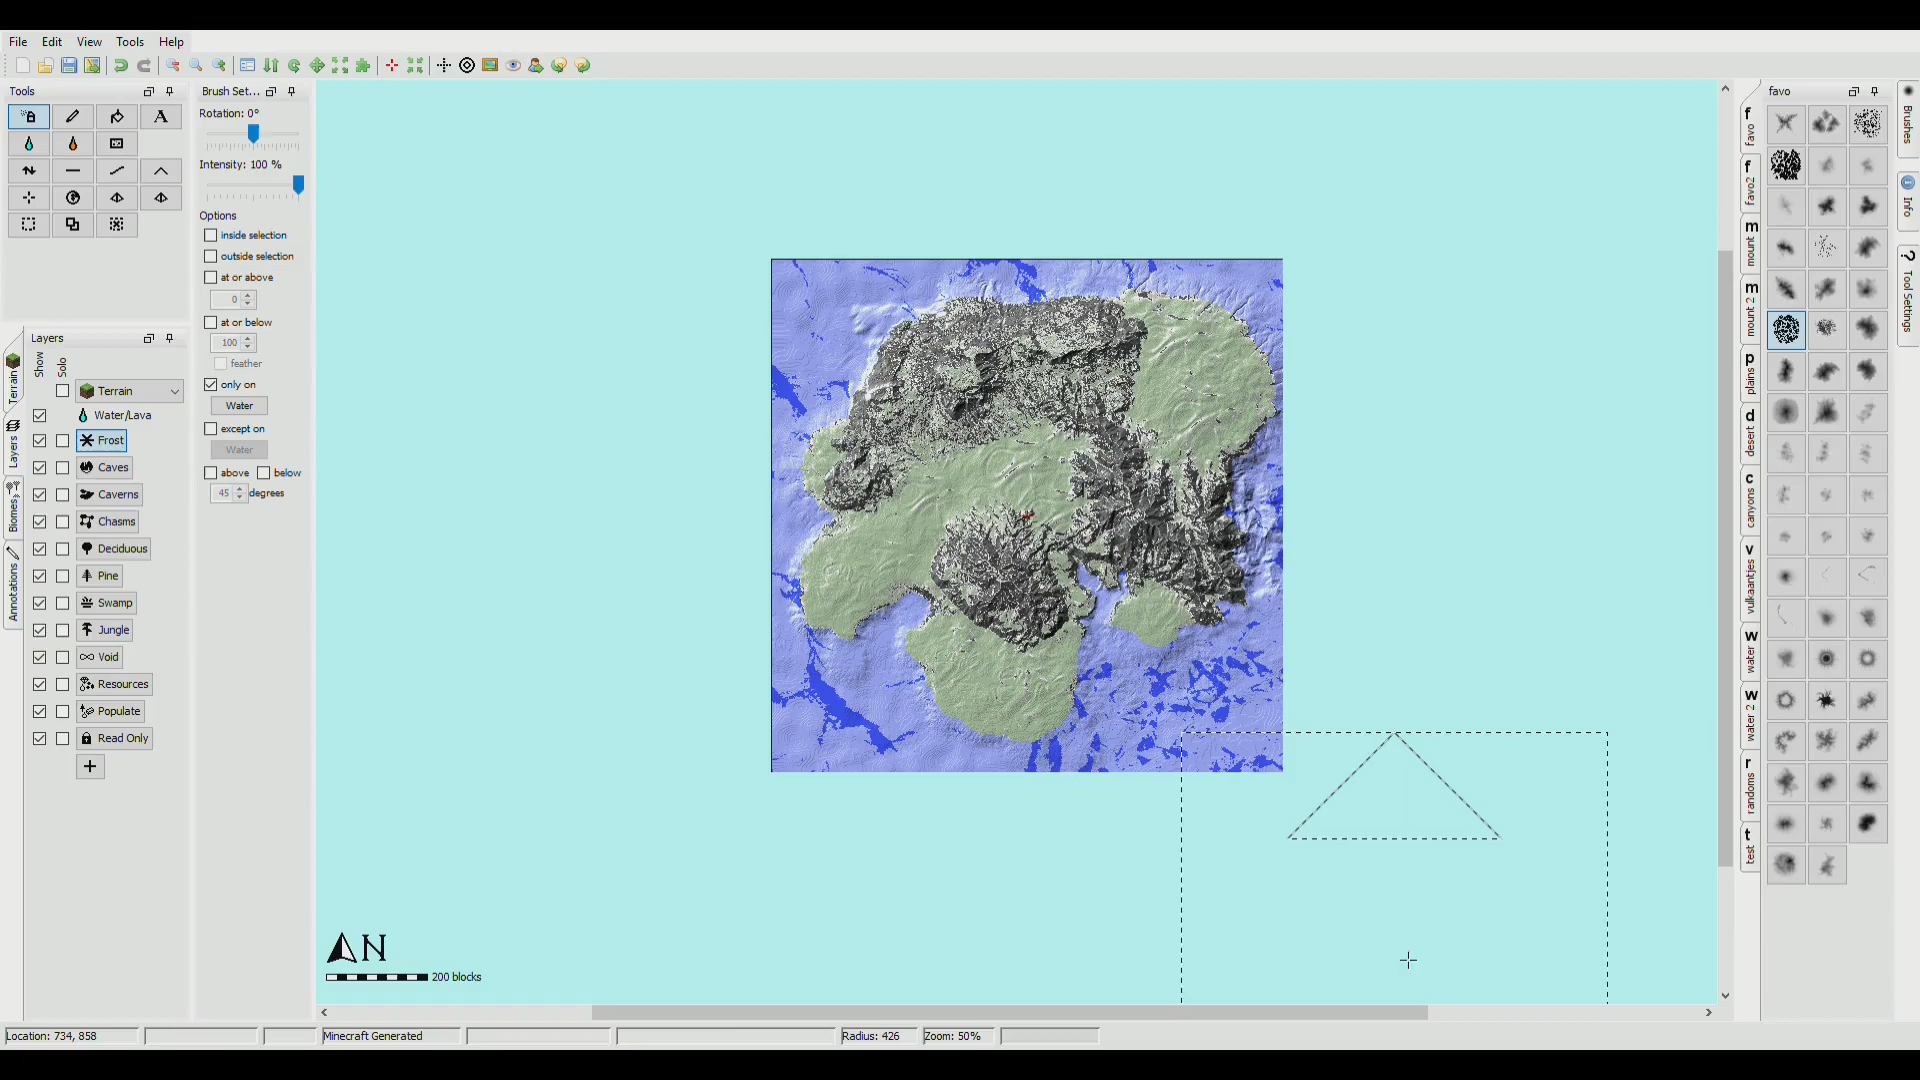 File Edit View Tools Help
Tools
A
Layers
Show
Solo
Terrain
Water/Lava
Frost
Caves
Caverns
Chasms
Deciduous
Pine
Swamp
Jungle
Void
Resources
Populate
Read Only
+
Terrain
Layers
Biomes
Annotations
Brush Set...
Rotation: 0°
Intensity: 100 %
Options
inside selection
outside selection
at or above
0
at or below
100
feather
only on
Water
except on
Water
above below
45 degrees
N
200 blocks
favo
f favo
f favo2
m mount
m mount 2
p plains
d desert
c canyons
v vulkaantjes
w water
w water 2
r randoms
t test
Brushes
Info
Tool Settings
Location: 734, 858
Minecraft Generated
Radius: 426
Zoom: 50%